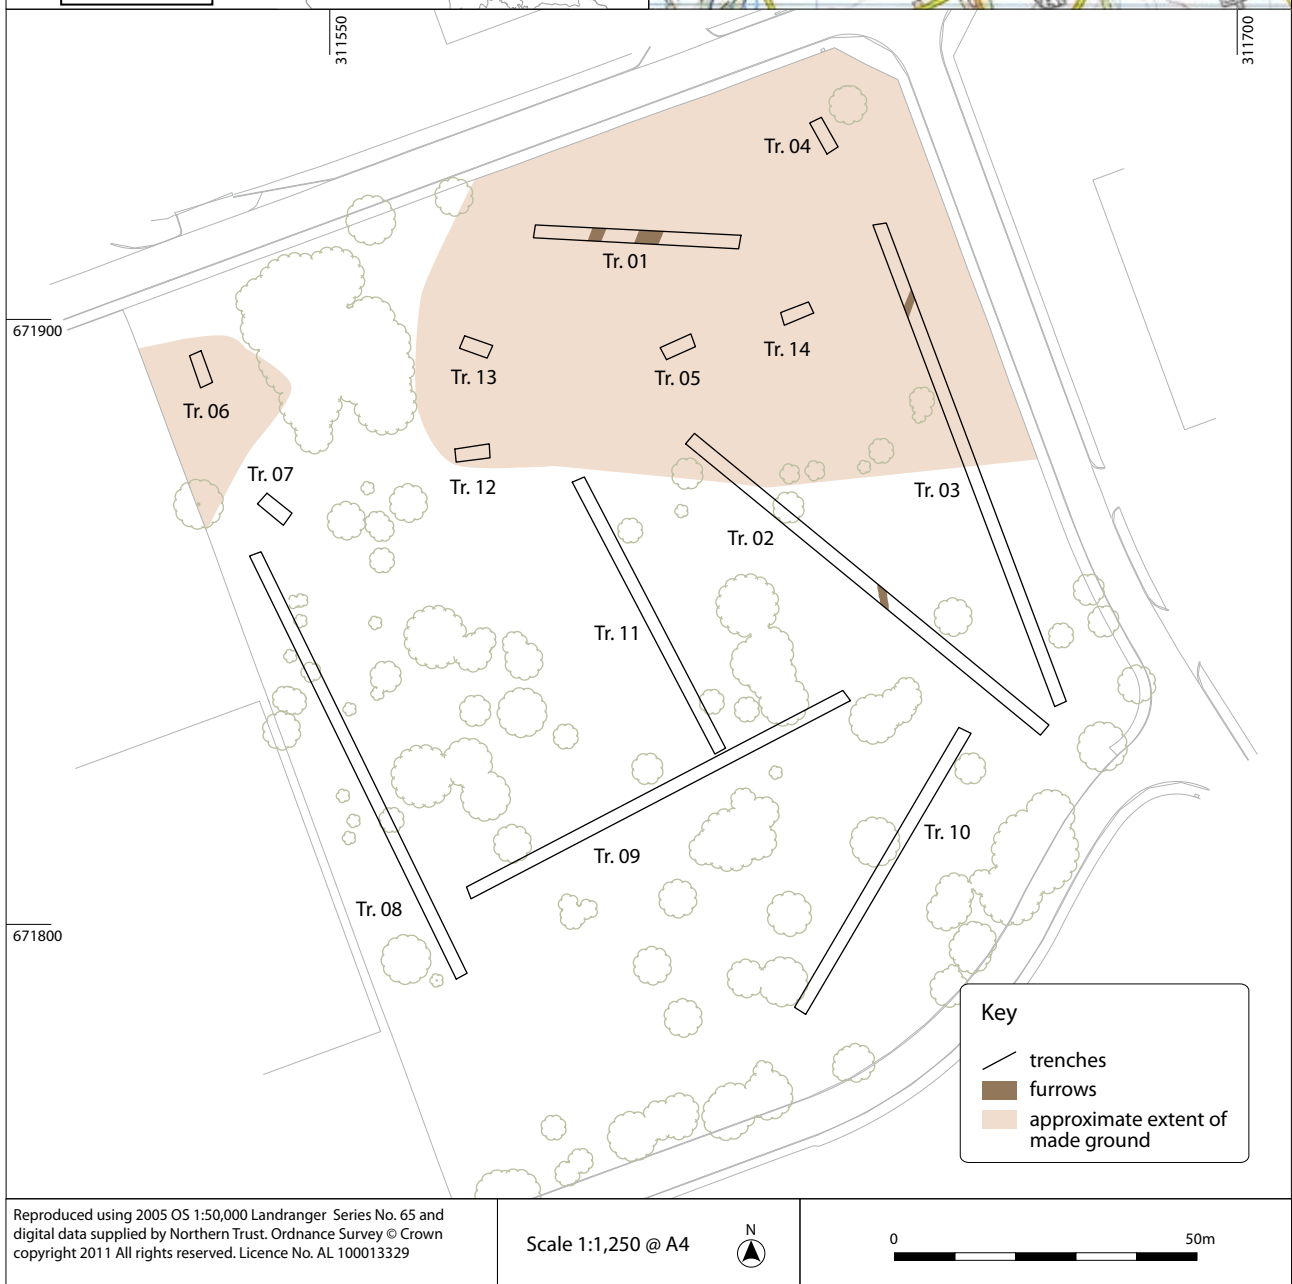 311550
311700
Tr. 04
Tr. 01
671900
Tr. 14
Tr. 13
Tr. 05
Tr. 06
Tr. 07
Tr. 12
Tr. 03
Tr. 02
Tr. 11
Tr. 10
Tr. 09
Tr. 08
671800
Key
trenches
furrows
approximate extent of
made ground
Reproduced using 2005 OS 1:50,000 Landranger Series No. 65 and
digital data supplied by Northern Trust. Ordnance Survey © Crown
copyright 2011 All rights reserved. Licence No. AL 100013329
Scale 1:1,250 @ A4
N
0 50m